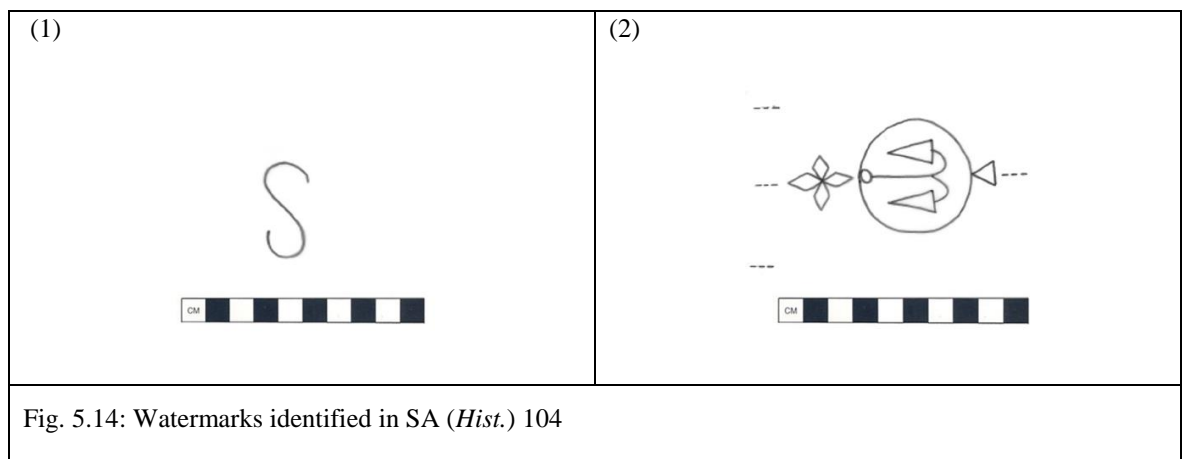 (1)
(2)
S
CM
CM
Fig. 5.14: Watermarks identified in SA (Hist.) 104